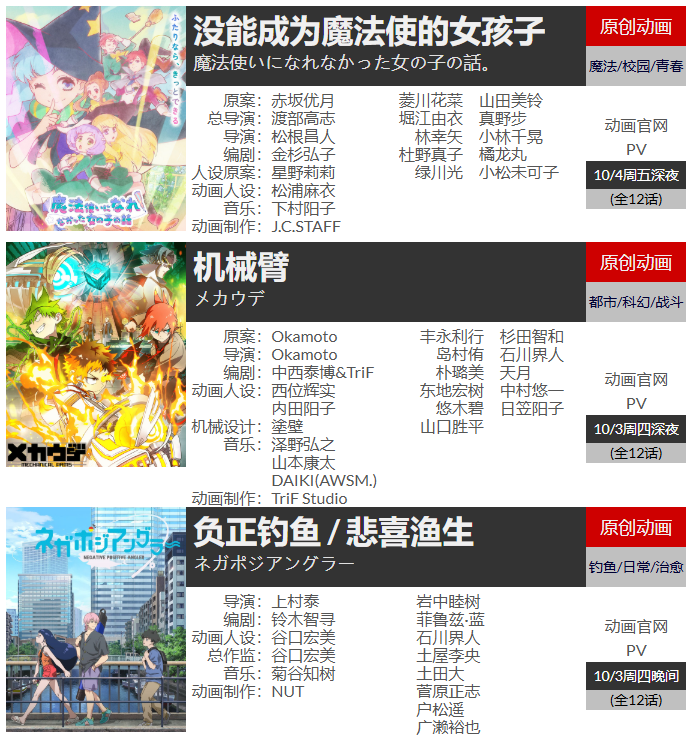 ふたりなら、きっとできる
魔法使いになれ
なかった女の子の話
没能成为魔法使的女孩子
魔法使いになれなかった女の子の話。
原创动画
魔法/校园/青春
原案：赤坂优月
总导演：渡部高志
导演：松根昌人
编剧：金杉弘子
人设原案：星野莉莉
动画人设：松浦麻衣
音乐：下村阳子
动画制作：J.C.STAFF
菱川花菜 山田美铃
堀江由衣 真野步
林幸矢 小林千晃
杜野真子 橘龙丸
绿川光 小松未可子
动画官网
PV
10/4周五深夜
(全12话)
メカウデ
MECHANICAL ARMS
机械臂
メカウデ
原创动画
都市/科幻/战斗
原案：Okamoto
导演：Okamoto
编剧：中西泰博&TriF
动画人设：西位辉实
内田阳子
机械设计：塗壁
音乐：泽野弘之
山本康太
DAIKI(AWSM.)
动画制作：TriF Studio
丰永利行 杉田智和
岛村侑 石川界人
朴璐美 天月
东地宏树 中村悠一
悠木碧 日笠阳子
山口胜平
动画官网
PV
10/3周四深夜
(全12话)
ネガポジアングラー
NEGATIVE POSITIVE ANGLER
负正钓鱼 / 悲喜渔生
ネガポジアングラー
原创动画
钓鱼/日常/治愈
导演：上村泰
编剧：铃木智寻
动画人设：谷口宏美
总作监：谷口宏美
音乐：菊谷知树
动画制作：NUT
岩中睦树
菲鲁兹·蓝
石川界人
土屋李央
土田大
菅原正志
户松遥
广濑裕也
动画官网
PV
10/3周四晚间
(全12话)